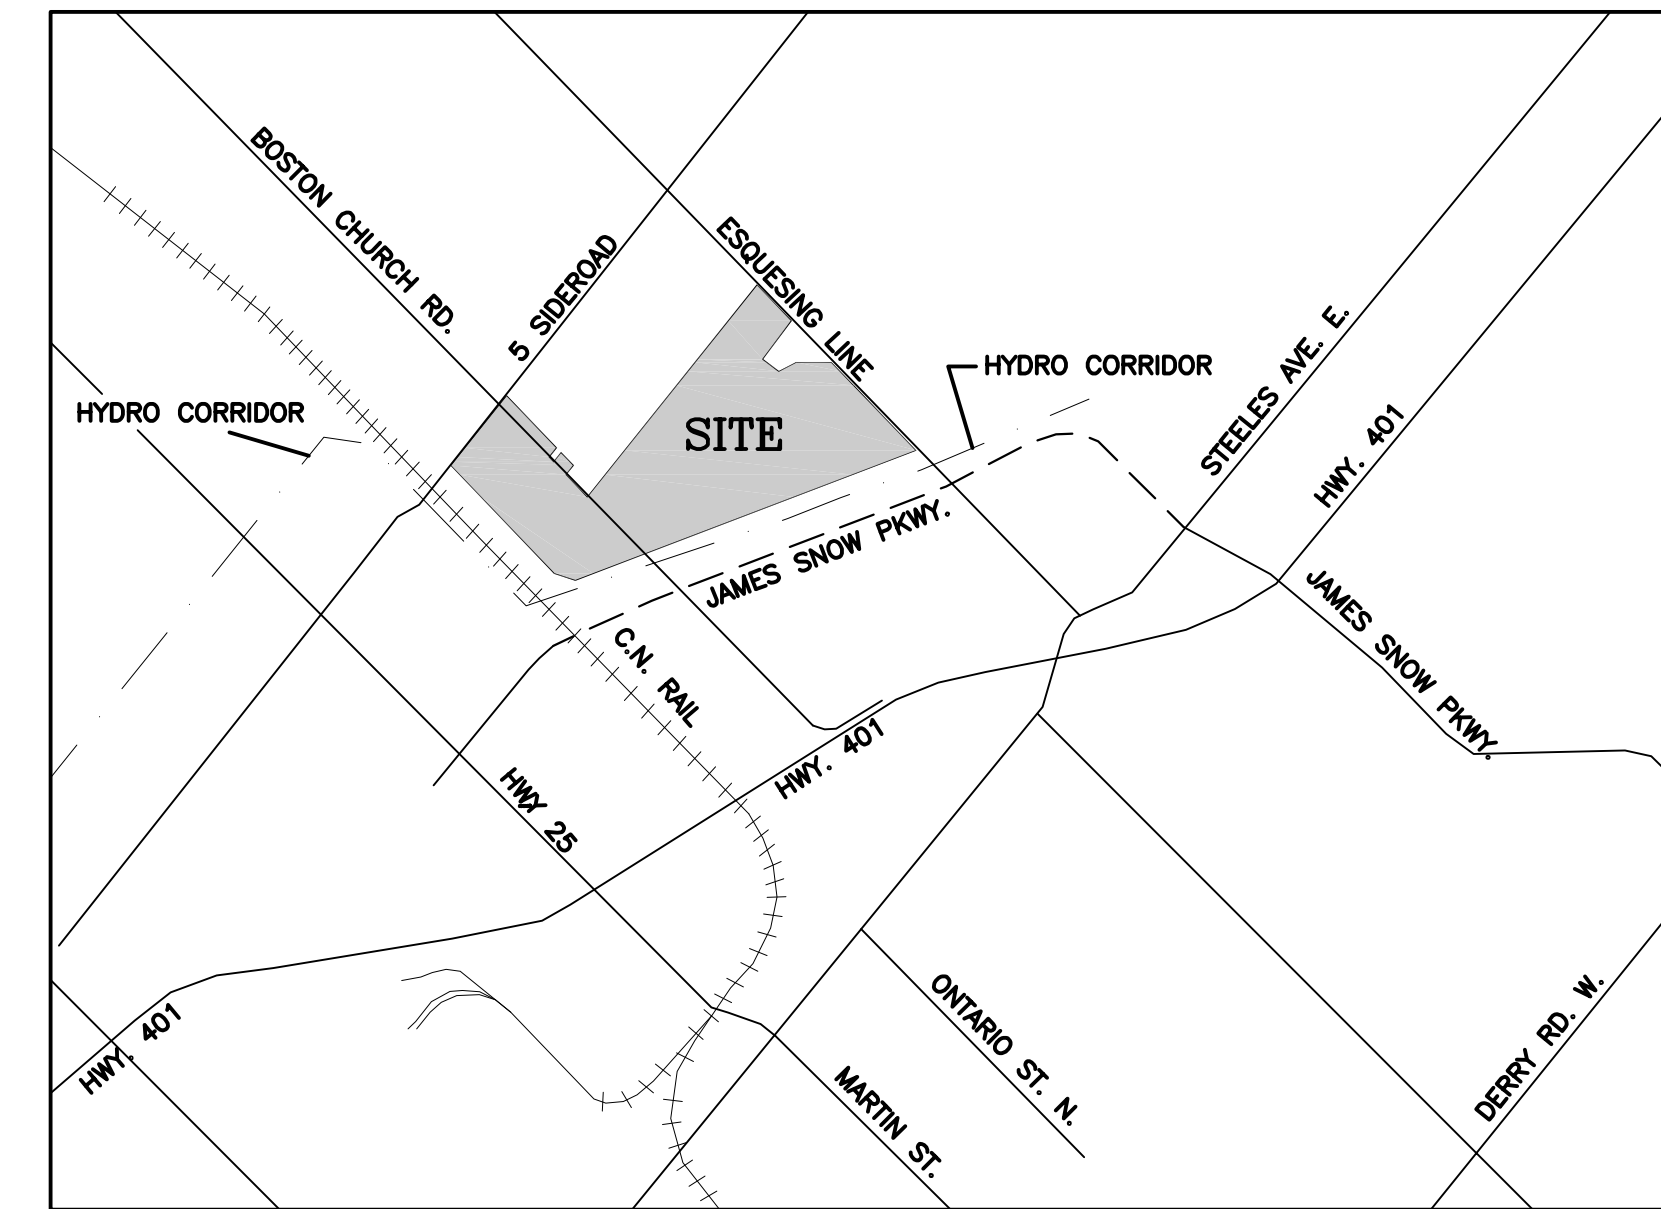 BOSTON CHURCH RD.
5 SIDEROAD
ESQUESING LINE
HYDRO CORRIDOR
HYDRO CORRIDOR
SITE
STEELES AVE. E.
HWY. 401
JAMES SNOW PKWY.
JAMES SNOW PKWY.
C.N. RAIL
HWY. 401
HWY 25
HWY. 401
ONTARIO ST. N.
MARTIN ST.
DERRY RD. W.